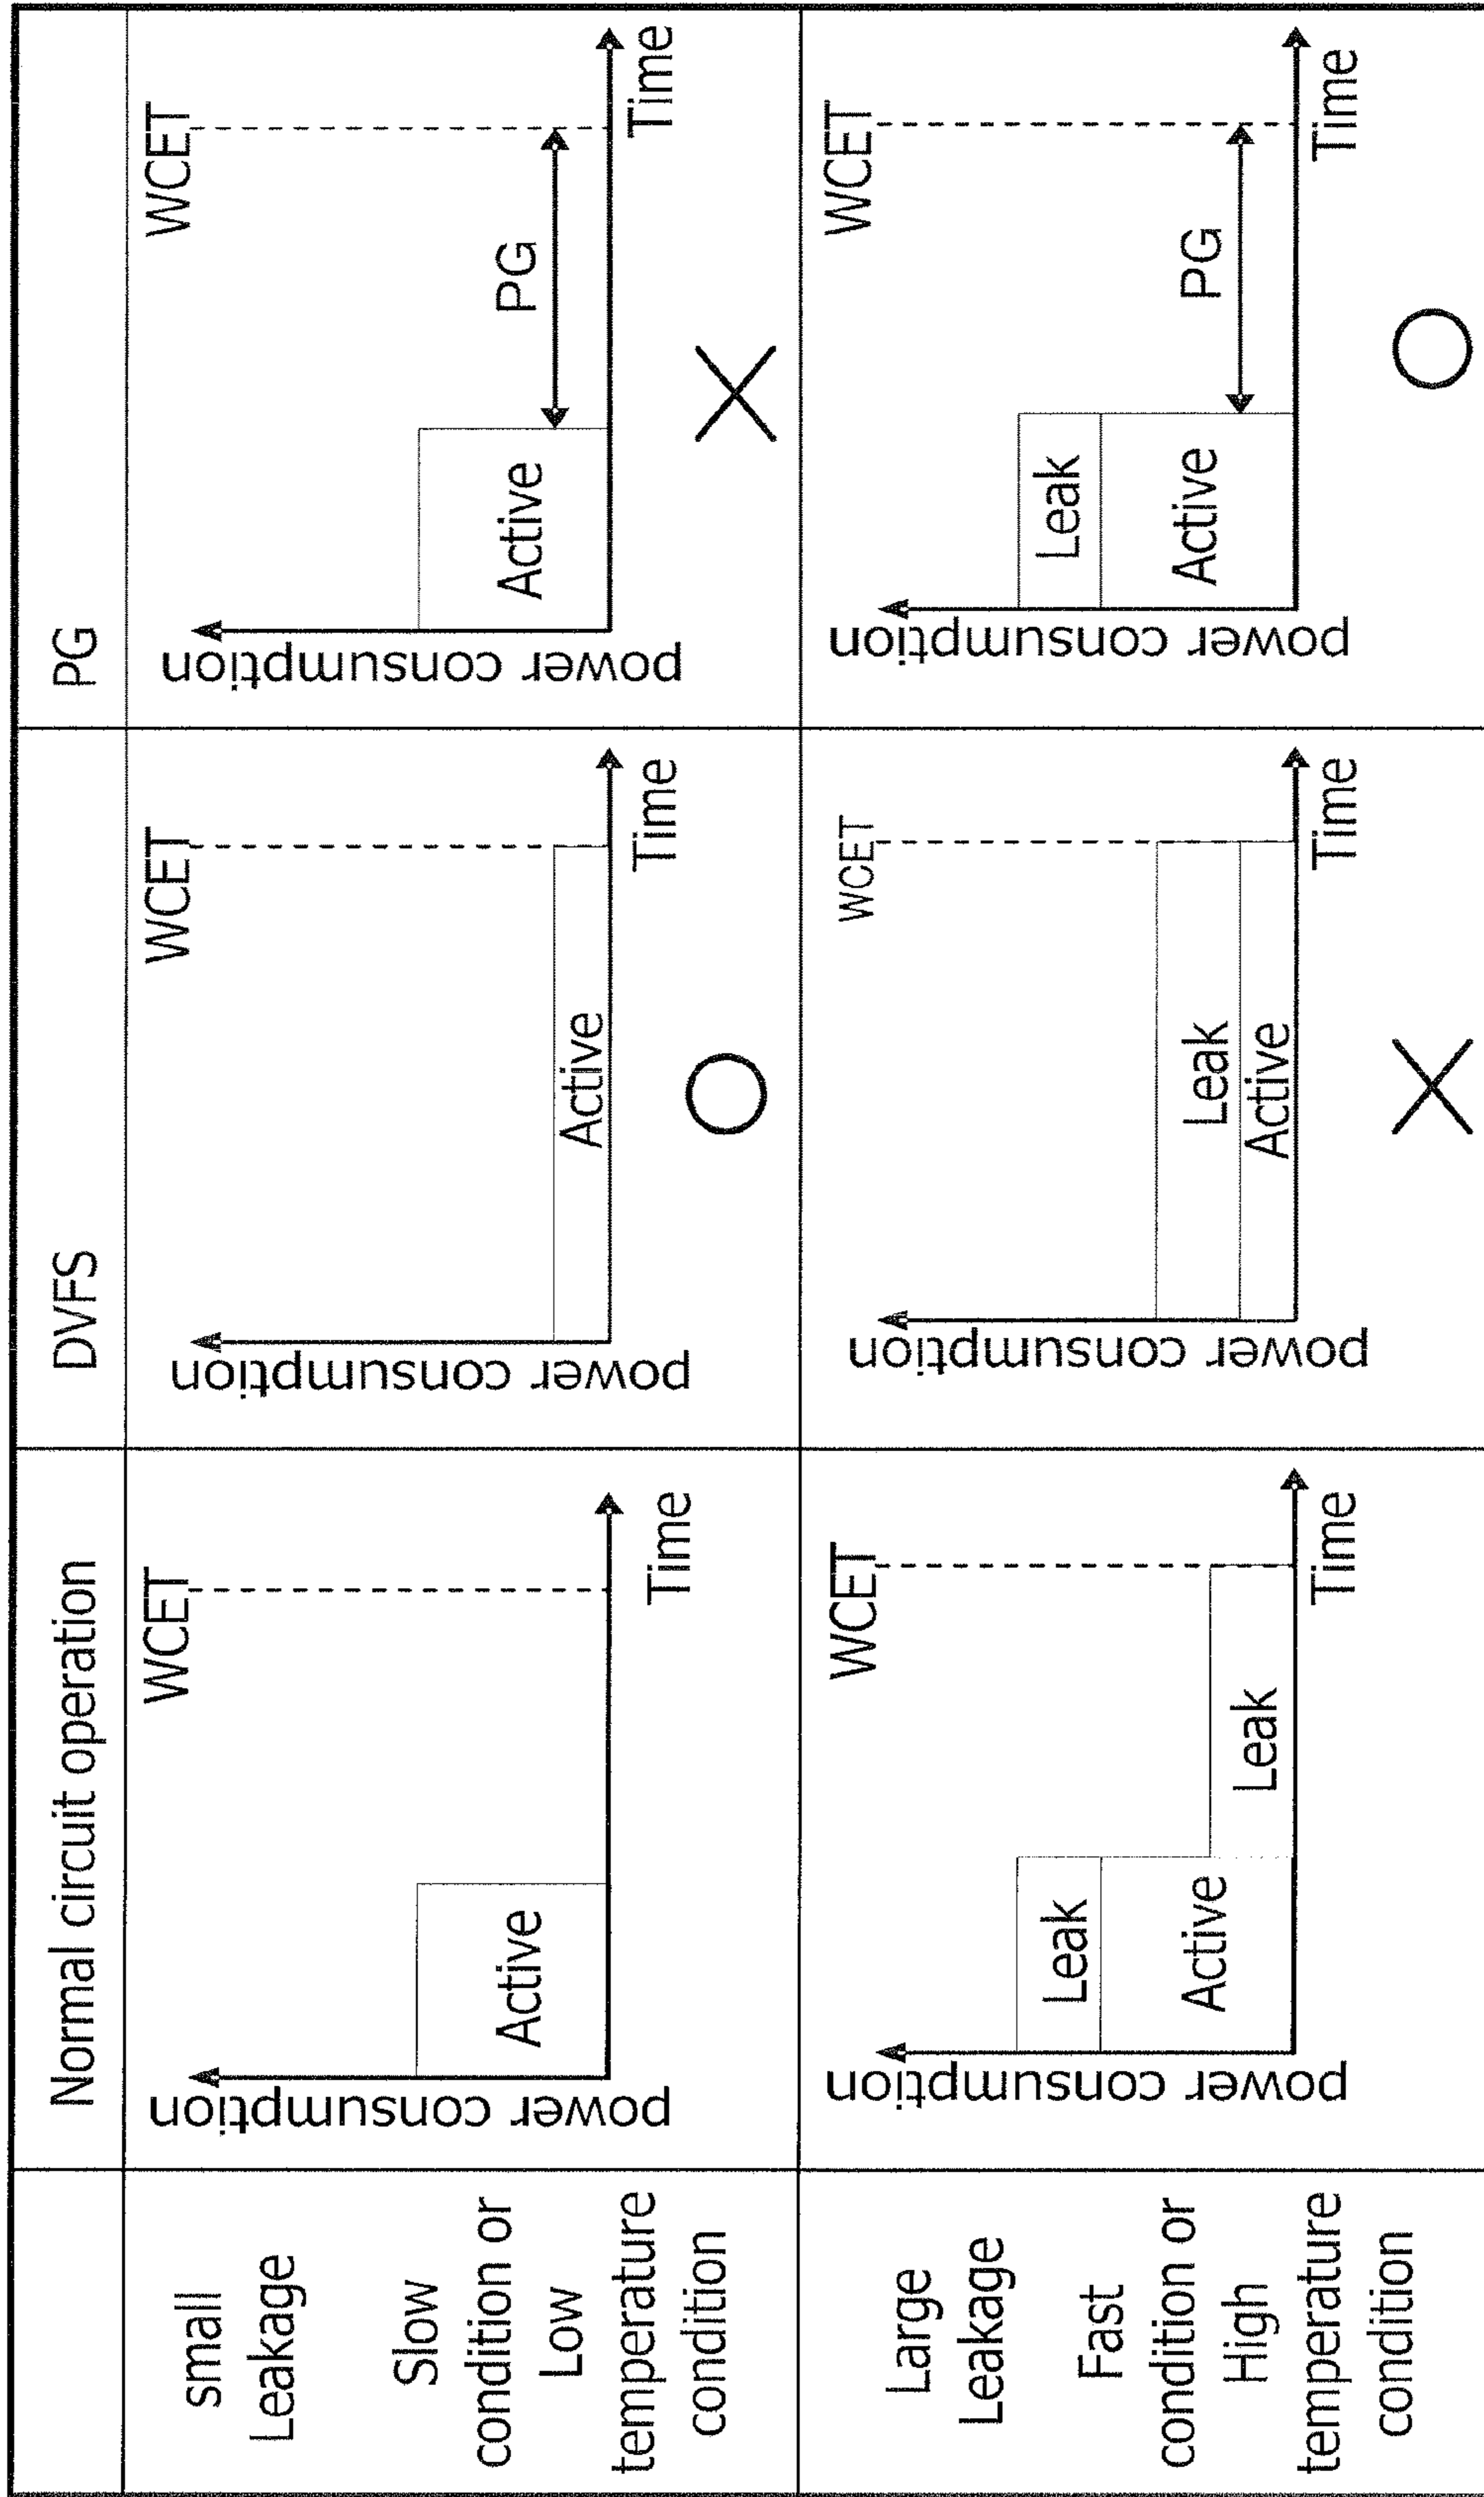 Normal circuit operation
DVFS
PG
small
Leakage
Slow
condition or
Low
temperature
condition
power consumption
WCET
Active
Time
power consumption
WCET
Active
Time
○
power consumption
WCET
Active
PG
Time
×
Large
Leakage
Fast
condition or
High
temperature
condition
power consumption
WCET
Leak
Active
Leak
Time
power consumption
WCET
Leak
Active
Time
×
power consumption
WCET
Leak
Active
PG
Time
○